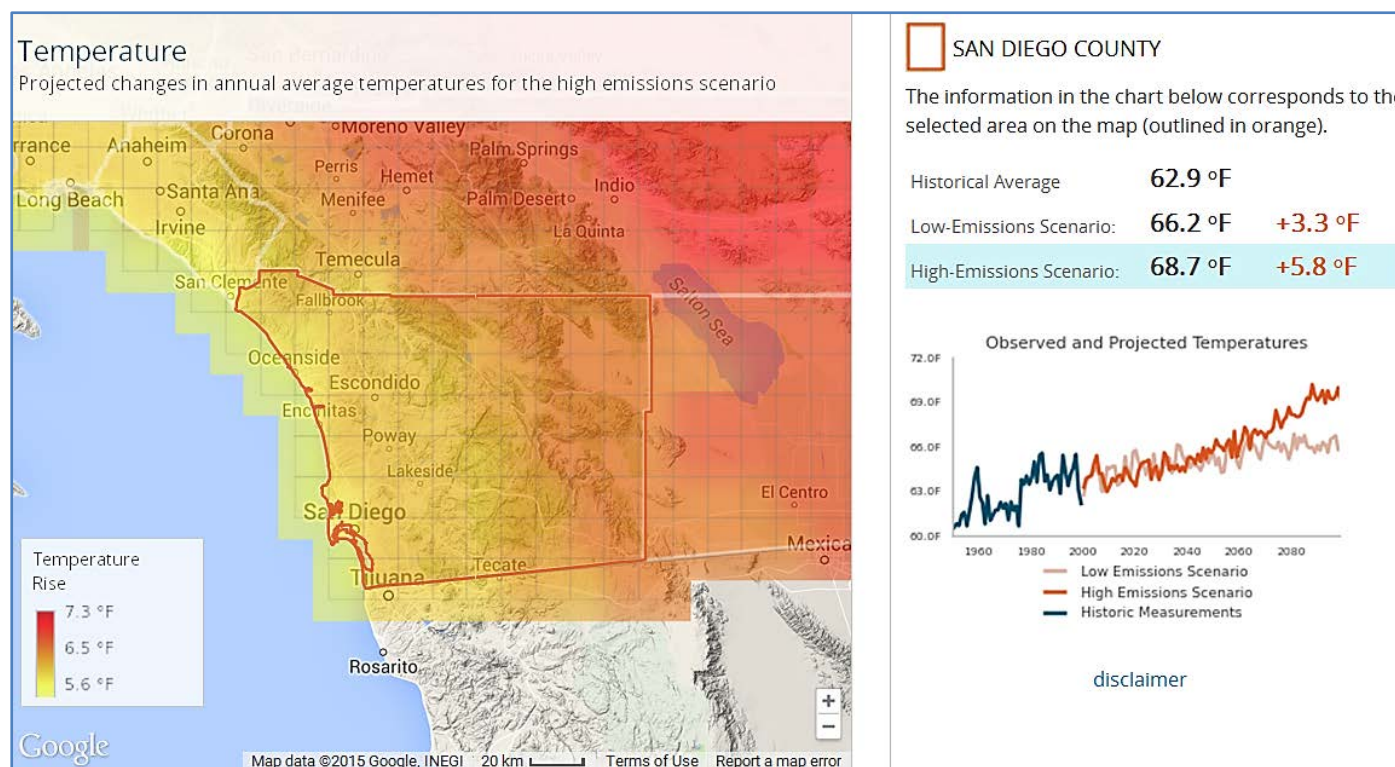 Temperature
Projected changes in annual average temperatures for the high emissions scenario
Riverside
Corona
Moreno Valley
rrance
Anaheim
Palm Springs
Perris
Hemet
Indio
Long Beach
Santa Ana
Menifee
Palm Desert
Irvine
La Quinta
Temecula
San Clemente
Fallbrook
Salton Sea
Oceanside
Escondido
Encinitas
Poway
Lakeside
El Centro
San Diego
Mexica
Tecate
Tijuana
Rosarito
Temperature
Rise
7.3 °F
6.5 °F
5.6 °F
+
−
Google
Map data ©2015 Google, INEGI 20 km Terms of Use Report a map error
SAN DIEGO COUNTY
The information in the chart below corresponds to the
selected area on the map (outlined in orange).
Historical Average 62.9 °F
Low-Emissions Scenario: 66.2 °F +3.3 °F
High-Emissions Scenario: 68.7 °F +5.8 °F
Observed and Projected Temperatures
72.0F
69.0F
66.0F
63.0F
60.0F
1960 1980 2000 2020 2040 2060 2080
Low Emissions Scenario
High Emissions Scenario
Historic Measurements
disclaimer